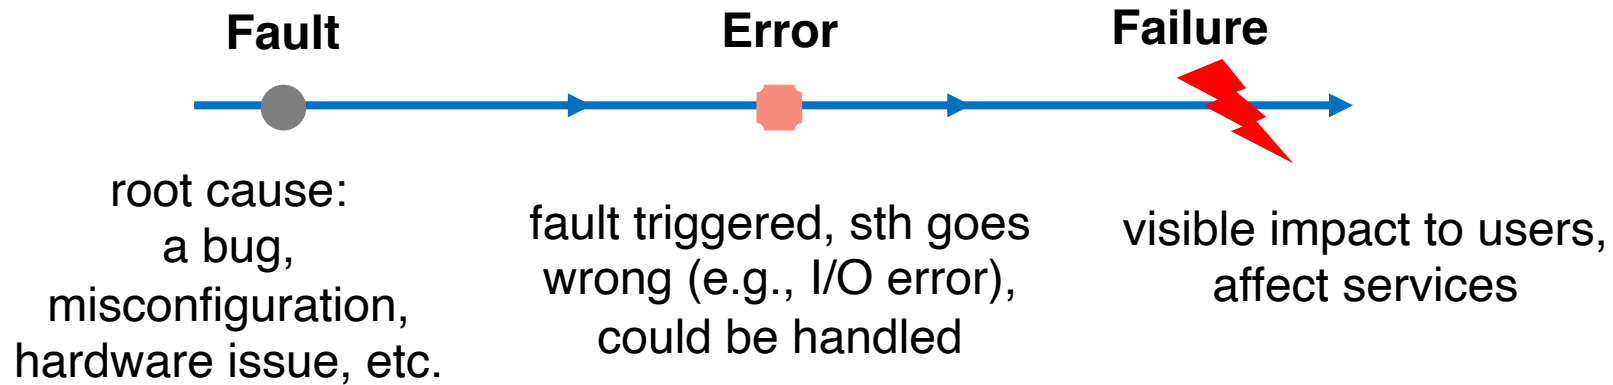 Fault
Error
Failure
root cause:
a bug,
misconfiguration,
hardware issue, etc.
fault triggered, sth goes
wrong (e.g., I/O error),
could be handled
visible impact to users,
affect services